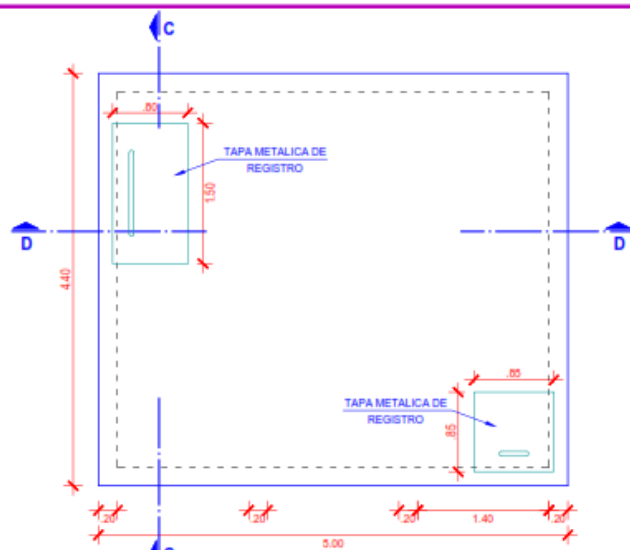 C
.80
TAPA METALICA DE
REGISTRO
1.50
D
D
4.40
.85
TAPA METALICA DE
REGISTRO
.85
.20
.20
.20
1.40
.20
5.00